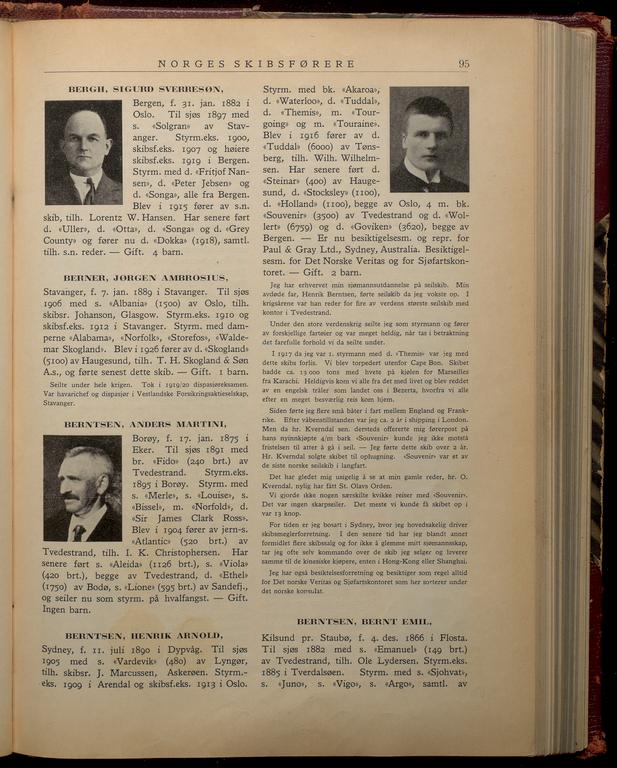 NORGES SKIBSFØRERE 95
BERGH, SIGURD SVERRESØN,
Bergen, f. 31. jan. 1882 i
Oslo. Til sjøs 1897 med
s. «Solgran» av Stav-
anger. Styrm.eks. 1900,
skibsf.eks. 1907 og høiere
skibsf.eks. 1919 i Bergen.
Styrm. med d. «Fritjof Nan-
sen», d. «Peter Jebsen» og
d. «Songa», alle fra Bergen.
Blev i 1915 fører av s.n.
skib, tilh. Lorentz W. Hansen. Har senere ført
d. «Uller», d. «Otta», d. «Songa» og d. «Grey
County» og fører nu d. «Dokka» (1918), samtl.
tilh. s.n. reder. — Gift. 4 barn.
BERNER, JØRGEN AMBROSIUS,
Stavanger, f. 7. jan. 1889 i Stavanger. Til sjøs
1906 med s. «Albania» (1500) av Oslo, tilh.
skibsr. Johanson, Glasgow. Styrm.eks. 1910 og
skibsf.eks. 1912 i Stavanger. Styrm. med dam-
perne «Alabama», «Norfolk», «Storefos», «Walde-
mar Skogland». Blev i 1926 fører av d. «Skogland»
(5100) av Haugesund, tilh. T. H. Skogland & Søn
A.s., og førte senest dette skib. — Gift. 1 barn.
Seilte under hele krigen. Tok i 1919/20 dispasjøreksamen.
Var havarichef og dispasjør i Vestlandske Forsikringsaktieselskap,
Stavanger.
BERNTSEN, ANDERS MARTINI,
Borøy, f. 17. jan. 1875 i
Eker. Til sjøs 1891 med
br. «Fido» (240 brt.) av
Tvedestrand. Styrm.eks.
1895 i Borøy. Styrm. med
s. «Merle», s. «Louise», s.
«Bissel», m. «Norfolk», d.
«Sir James Clark Ross».
Blev i 1904 fører av jern-s.
«Atlantic» (520 brt.) av
Tvedestrand, tilh. I. K. Christophersen. Har
senere ført s. «Aleida» (1126 brt.), s. «Viola»
(420 brt.), begge av Tvedestrand, d. «Ethel»
(1750) av Bodø, s. «Lione» (595 brt.) av Sandefj.,
og seiler nu som styrm. på hvalfangst. — Gift.
Ingen barn.
BERNTSEN, HENRIK ARNOLD,
Sydney, f. 11. juli 1890 i Dypvåg. Til sjøs
1905 med s. «Vardevik» (480) av Lyngør,
tilh. skibsr. J. Marcussen, Askerøen. Styrm.-
eks. 1909 i Arendal og skibsf.eks. 1913 i Oslo.
Styrm. med bk. «Akaroa»,
d. «Waterloo», d. «Tuddal»,
d. «Themis», m. «Tour-
going» og m. «Touraine».
Blev i 1916 fører av d.
«Tuddal» (6000) av Tøns-
berg, tilh. Wilh. Wilhelm-
sen. Har senere ført d.
«Steinar» (400) av Hauge-
sund, d. «Stocksley» (1100),
d. «Holland» (1100), begge av Oslo, 4 m. bk.
«Souvenir» (3500) av Tvedestrand og d. «Wol-
lert» (6759) og d. «Goviken» (3620), begge av
Bergen. — Er nu besiktigelsesm. og repr. for
Paul & Gray Ltd., Sydney, Australia. Besiktigel-
sesm. for Det Norske Veritas og for Sjøfartskon-
toret. — Gift. 2 barn.
Jeg har erhvervet min sjømannsutdannelse på seilskib. Min
avdøde far, Henrik Berntsen, førte seilskib da jeg vokste op. I
krigsårene var han reder for fire av verdens største seilskib med
kontor i Tvedestrand.
Under den store verdenskrig seilte jeg som styrmann og fører
av forskjellige farteier og var meget heldig, når tas i betraktning
det farefulle forhold vi da seilte under.
I 1917 da jeg var 1. styrmann med d. «Themis» var jeg med
dette skibs forlis. Vi blev torpedert utenfor Cape Bon. Skibet
hadde ca. 13 000 tons med hvete på kjølen for Marseilles
fra Karachi. Heldigvis kom vi alle fra det med livet og blev reddet
av en engelsk tråler som landet oss i Bezerta, hvorfra vi alle
efter en meget besværlig reis kom hjem.
Siden førte jeg flere små båter i fart mellem England og Frank-
rike. Efter våbenstillstanden var jeg ca. 2 år i shipping i London.
Men da hr. Kverndal sen. dersteds offererte mig førerpost på
hans nyinnkjøpte 4/m bark «Souvenir» kunde jeg ikke motstå
fristelsen til atter å gå i seil. — Jeg førte dette skib over 2 år.
Hr. Kverndal solgte skibet til ophugning. «Souvenir» var et av
de siste norske seilskib i langfart.
Det har gledet mig usigelig å se at min gamle reder, hr. O.
Kverndal, nylig har fått St. Olavs Orden.
Vi gjorde ikke nogen særskilte kvikke reiser med «Souvenir».
Det var ingen skarpseiler. Det meste vi kunde få skibet op i
var 13 knop.
For tiden er jeg bosatt i Sydney, hvor jeg hovedsakelig driver
skibsmeglerforretning. I den senere tid har jeg blandt annet
formidlet flere skibssalg og for ikke å glemme mitt sjømannsskap,
tar jeg ofte selv kommando over de skib jeg selger og leverer
samme til de kinesiske kjøpere, enten i Hong-Kong eller Shanghai.
Jeg har også besiktelsesforretning og besiktiger som regel alltid
for Det norske Veritas og Sjøfartskontoret som her sorterer under
det norske konsulat.
BERNTSEN, BERNT EMIL,
Kilsund pr. Staubø, f. 4. des. 1866 i Flosta.
Til sjøs 1882 med s. «Emanuel» (149 brt.)
av Tvedestrand, tilh. Ole Lydersen. Styrm.eks.
1885 i Tverdalsøen. Styrm. med s. «Sjohvat»,
s. «Juno», s. «Vigo», s. «Argo», samtl. av